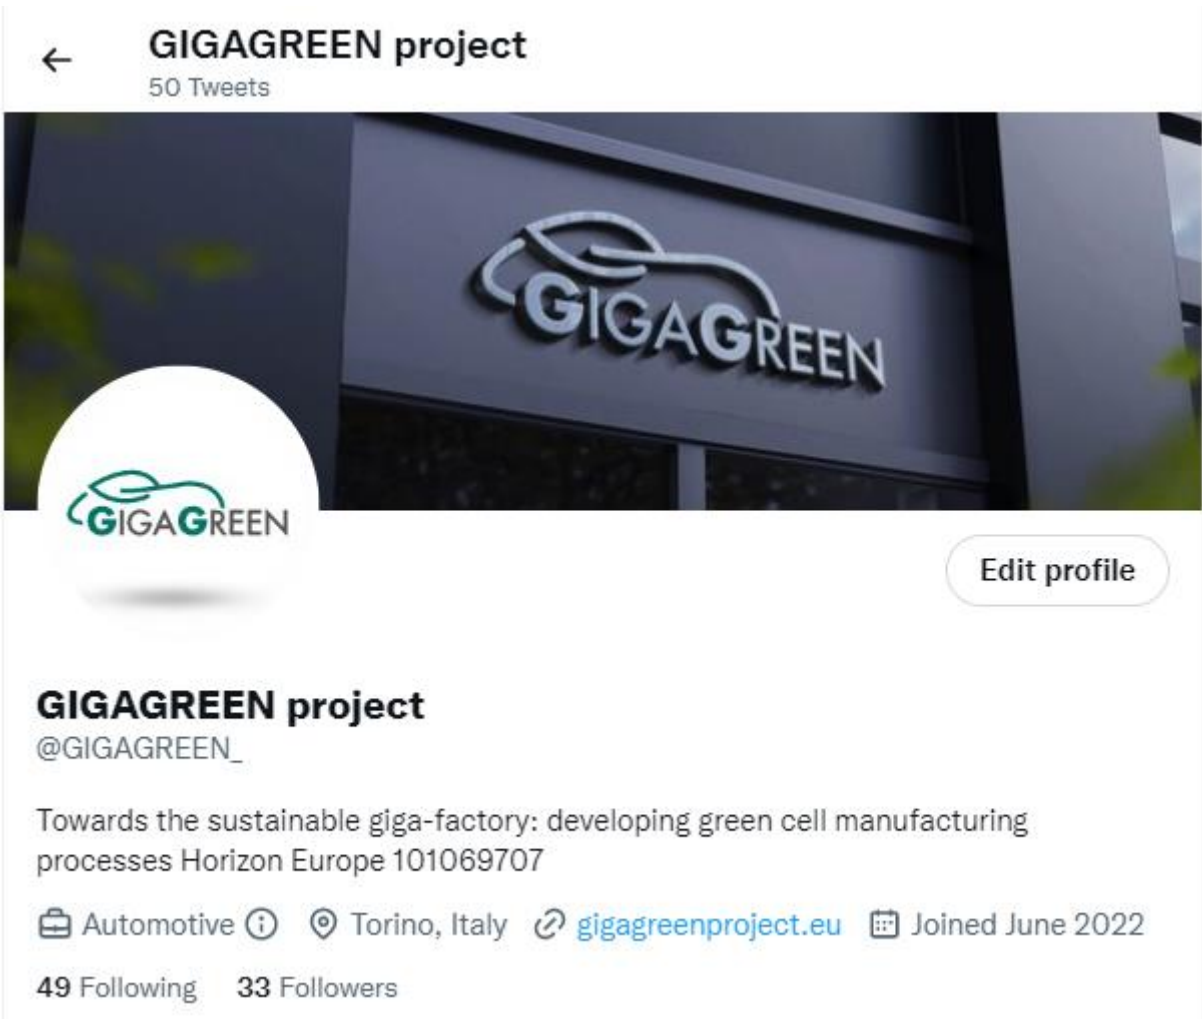 GIGAGREEN project
50 Tweets
GIGAGREEN
GIGAGREEN
Edit profile
GIGAGREEN project
@GIGAGREEN_
Towards the sustainable giga-factory: developing green cell manufacturing
processes Horizon Europe 101069707
Automotive Torino, Italy gigagreenproject.eu Joined June 2022
49 Following 33 Followers